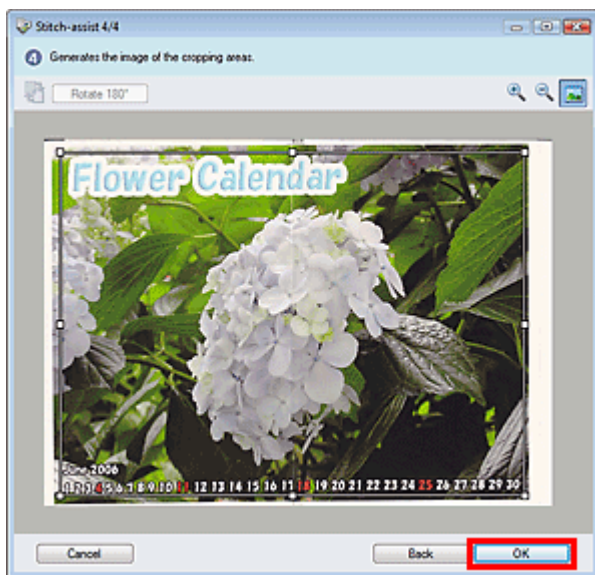 Stitch-assist 4/4
4 Generates the image of the cropping areas.
Rotate 180°
Flower Calendar
June 2006
1 2 3 4 5 6 7 8 9 10 11 12 13 14 15 16 17 18 19 20 21 22 23 24 25 26 27 28 29 30
Cancel Back OK